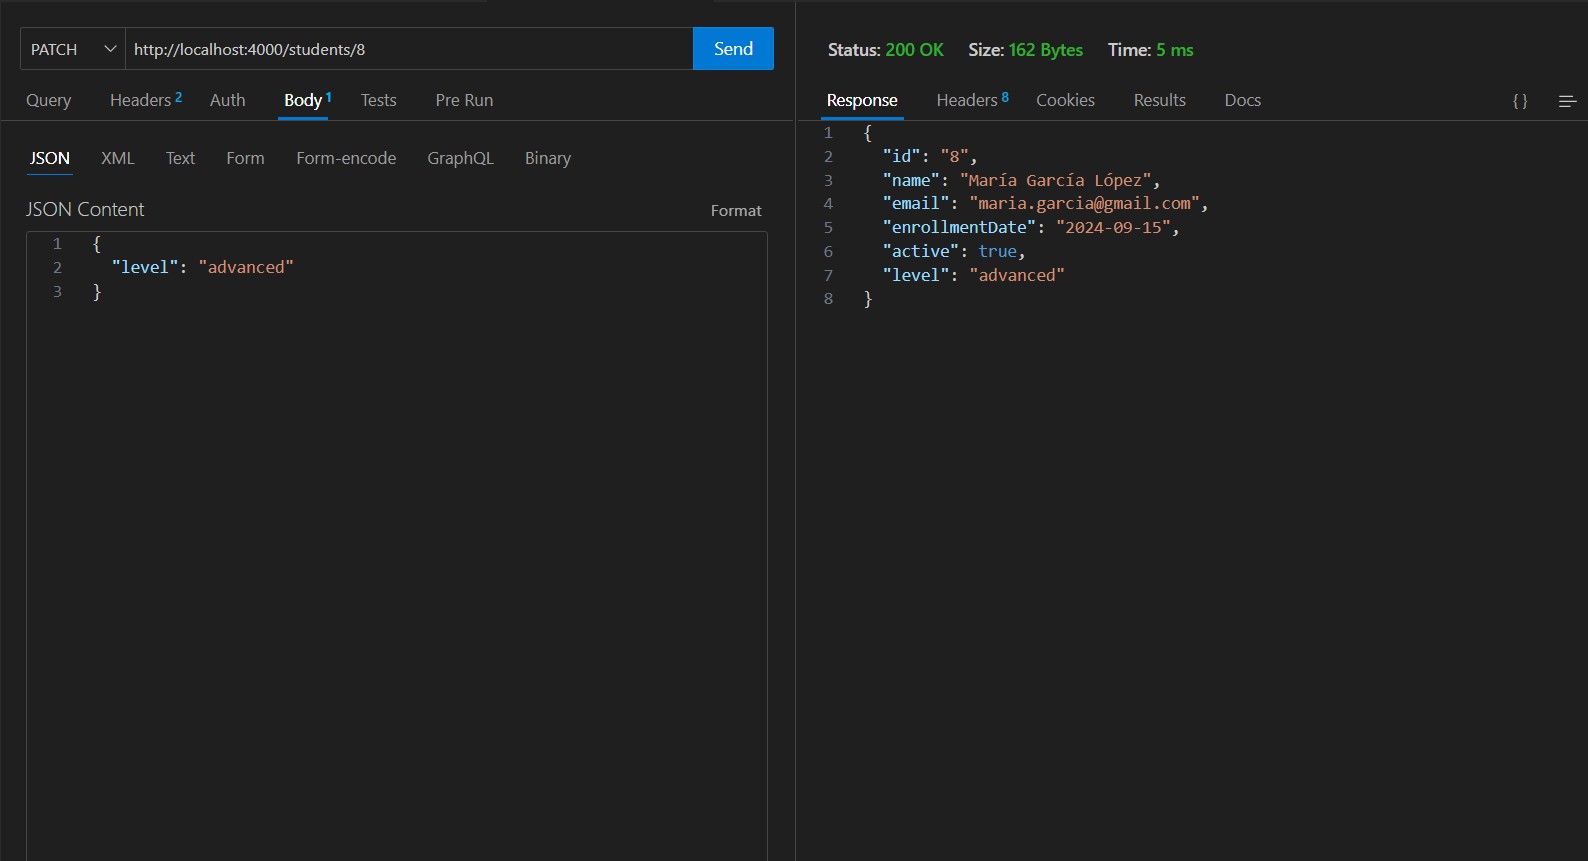 PATCH http://localhost:4000/students/8 Send
Query Headers 2 Auth Body 1 Tests Pre Run
JSON XML Text Form Form-encode GraphQL Binary
JSON Content Format
1 {
2 "level": "advanced"
3 }
Status: 200 OK Size: 162 Bytes Time: 5 ms
Response Headers 8 Cookies Results Docs { }
1 {
2 "id": "8",
3 "name": "María García López",
4 "email": "maria.garcia@gmail.com",
5 "enrollmentDate": "2024-09-15",
6 "active": true,
7 "level": "advanced"
8 }